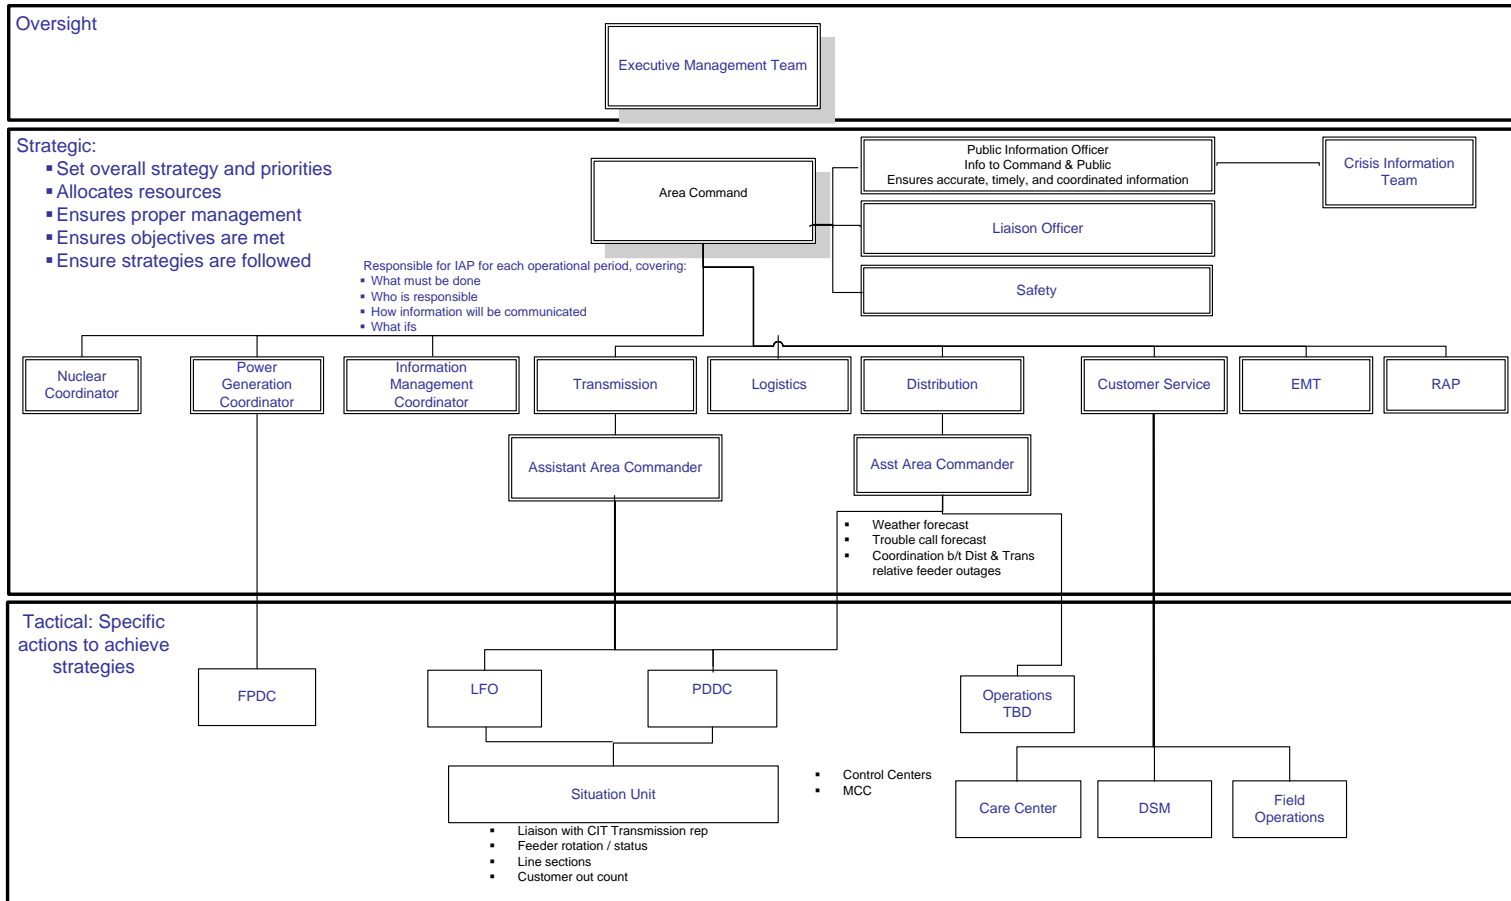 Oversight
Executive Management Team
Strategic:
▪ Set overall strategy and priorities
▪ Allocates resources
▪ Ensures proper management
▪ Ensures objectives are met
▪ Ensure strategies are followed
Area Command
Public Information Officer
Info to Command & Public
Ensures accurate, timely, and coordinated information
Crisis Information
Team
Liaison Officer
Safety
Responsible for IAP for each operational period, covering:
▪ What must be done
▪ Who is responsible
▪ How information will be communicated
▪ What ifs
Nuclear
Coordinator
Power
Generation
Coordinator
Information
Management
Coordinator
Transmission
Logistics
Distribution
Customer Service
EMT
RAP
Assistant Area Commander
Asst Area Commander
▪ Weather forecast
▪ Trouble call forecast
▪ Coordination b/t Dist & Trans
relative feeder outages
Tactical: Specific
actions to achieve
strategies
FPDC
LFO
PDDC
Operations
TBD
Situation Unit
▪ Control Centers
▪ MCC
Care Center
DSM
Field
Operations
▪ Liaison with CIT Transmission rep
▪ Feeder rotation / status
▪ Line sections
▪ Customer out count